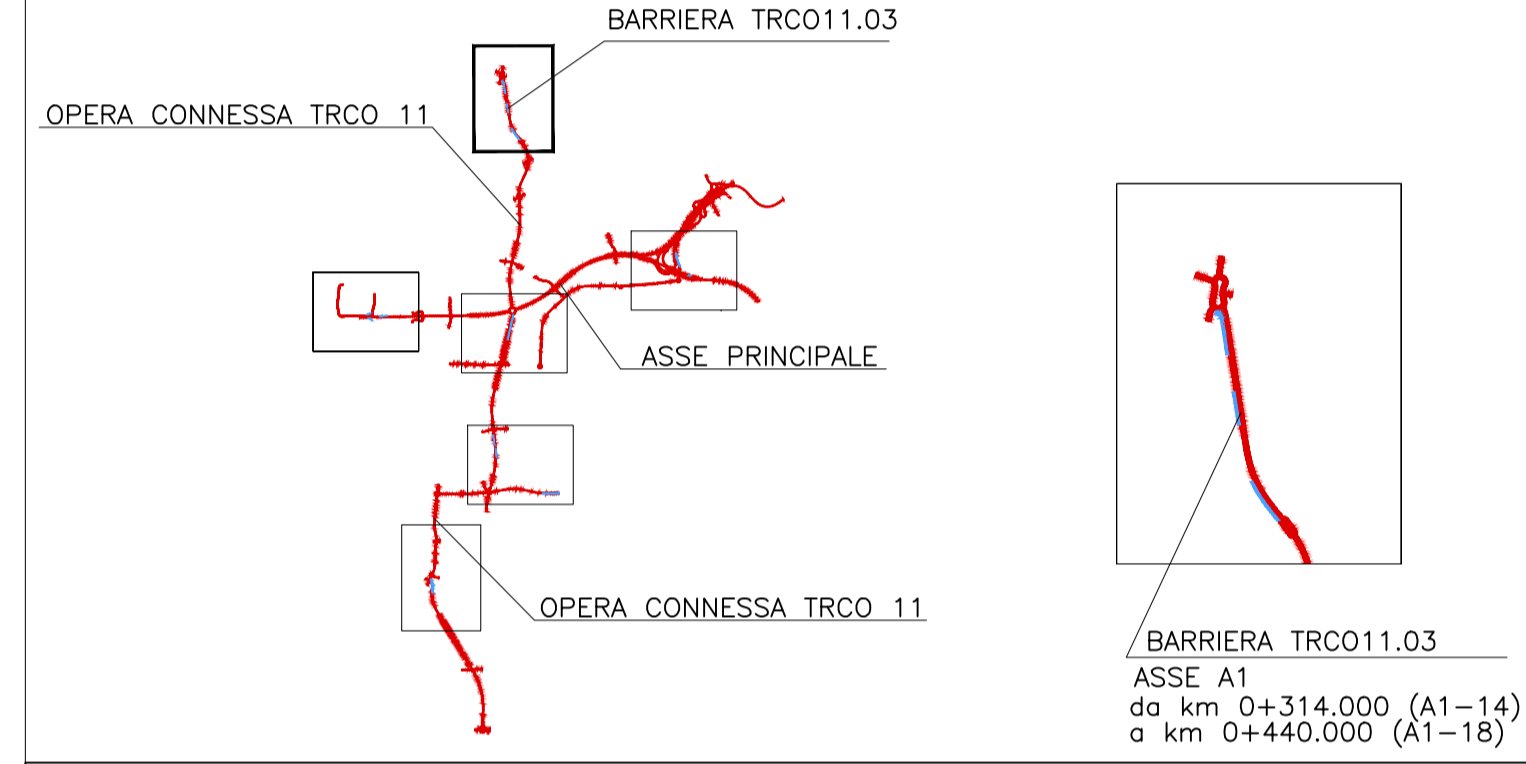 BARRIERA TRCO11.03
OPERA CONNESSA TRCO 11
ASSE PRINCIPALE
OPERA CONNESSA TRCO 11
BARRIERA TRCO11.03
ASSE A1
da km 0+314.000 (A1-14)
a km 0+440.000 (A1-18)